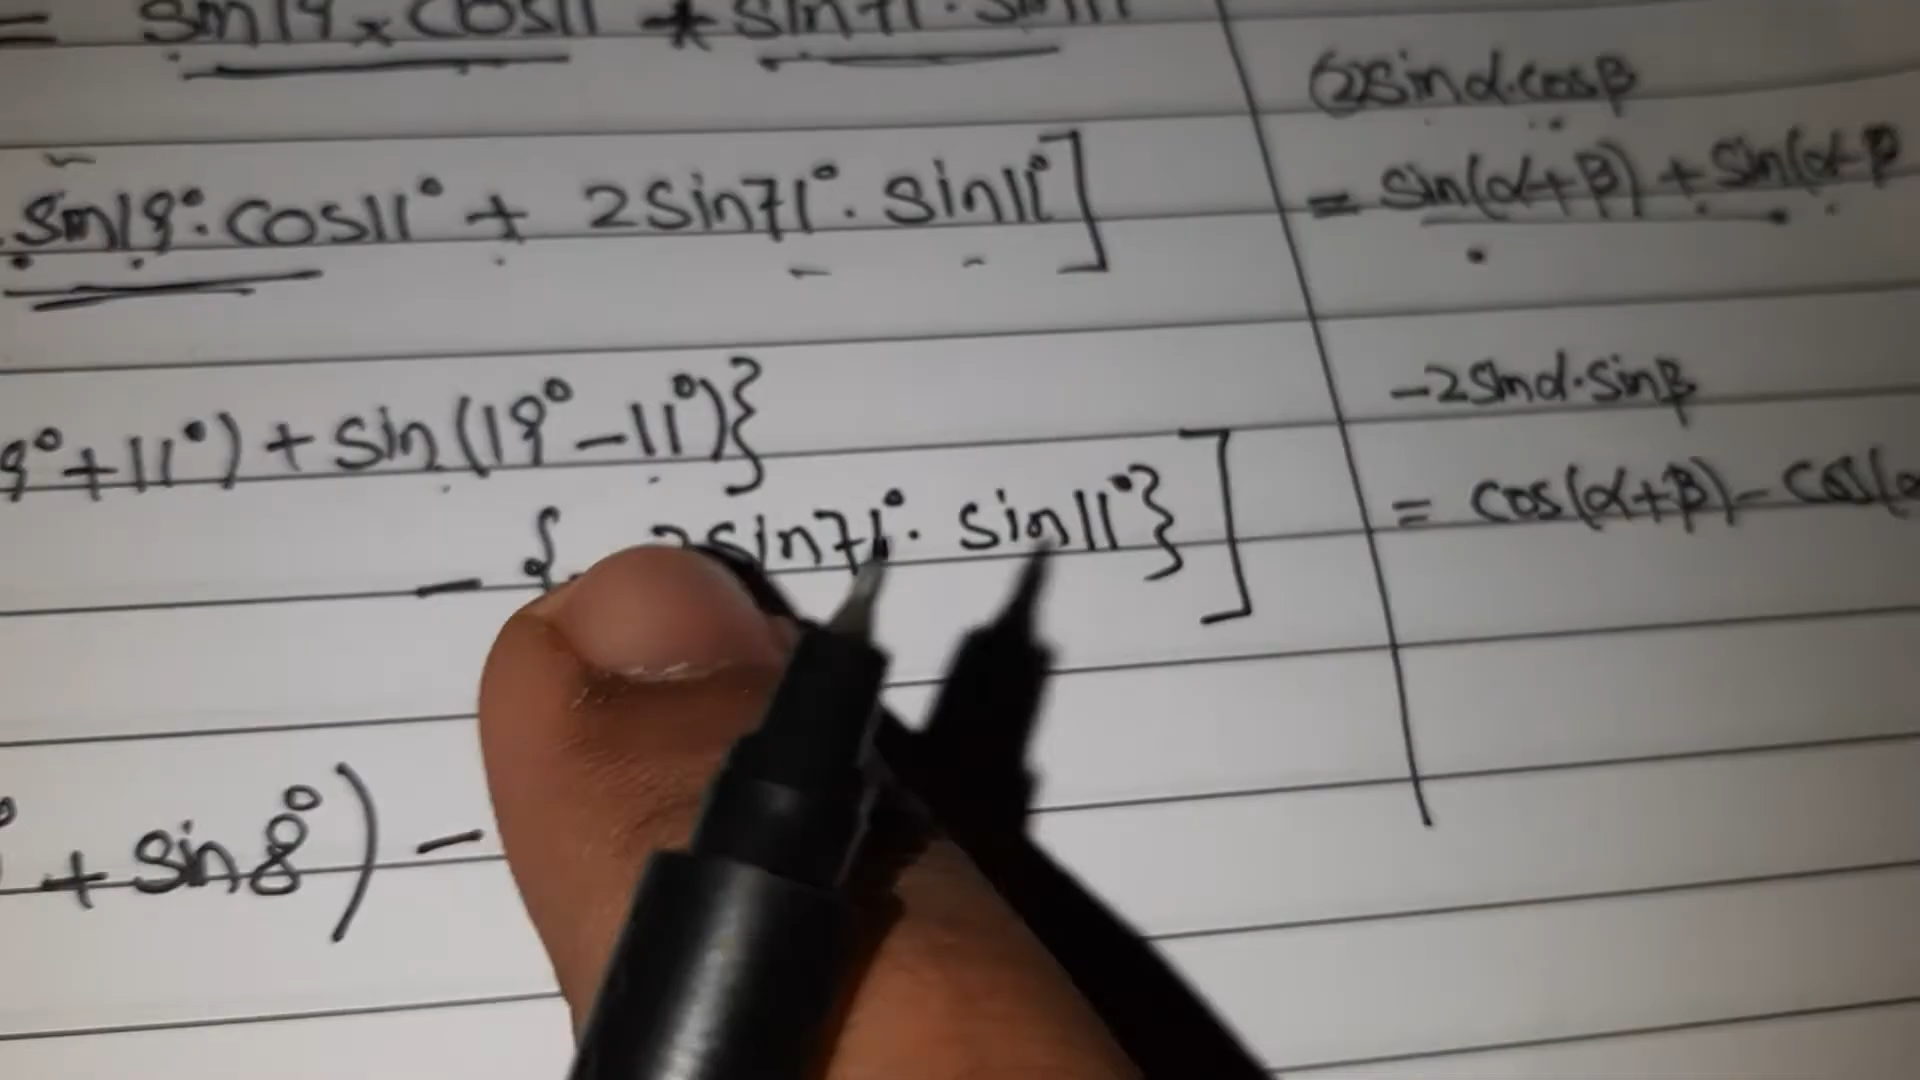 = sin19 × cos11 + sin71 · sin11
sin19° · cos11° + 2sin71° · sin11°]
9° + 11°) + sin(19° - 11°)}
- {- 2sin71° · sin11°}]
+ sin8°) -
2sinα·cosβ
= sin(α+β) + sin(α-β
-2sinα·sinβ
= cos(α+β) - cos(α